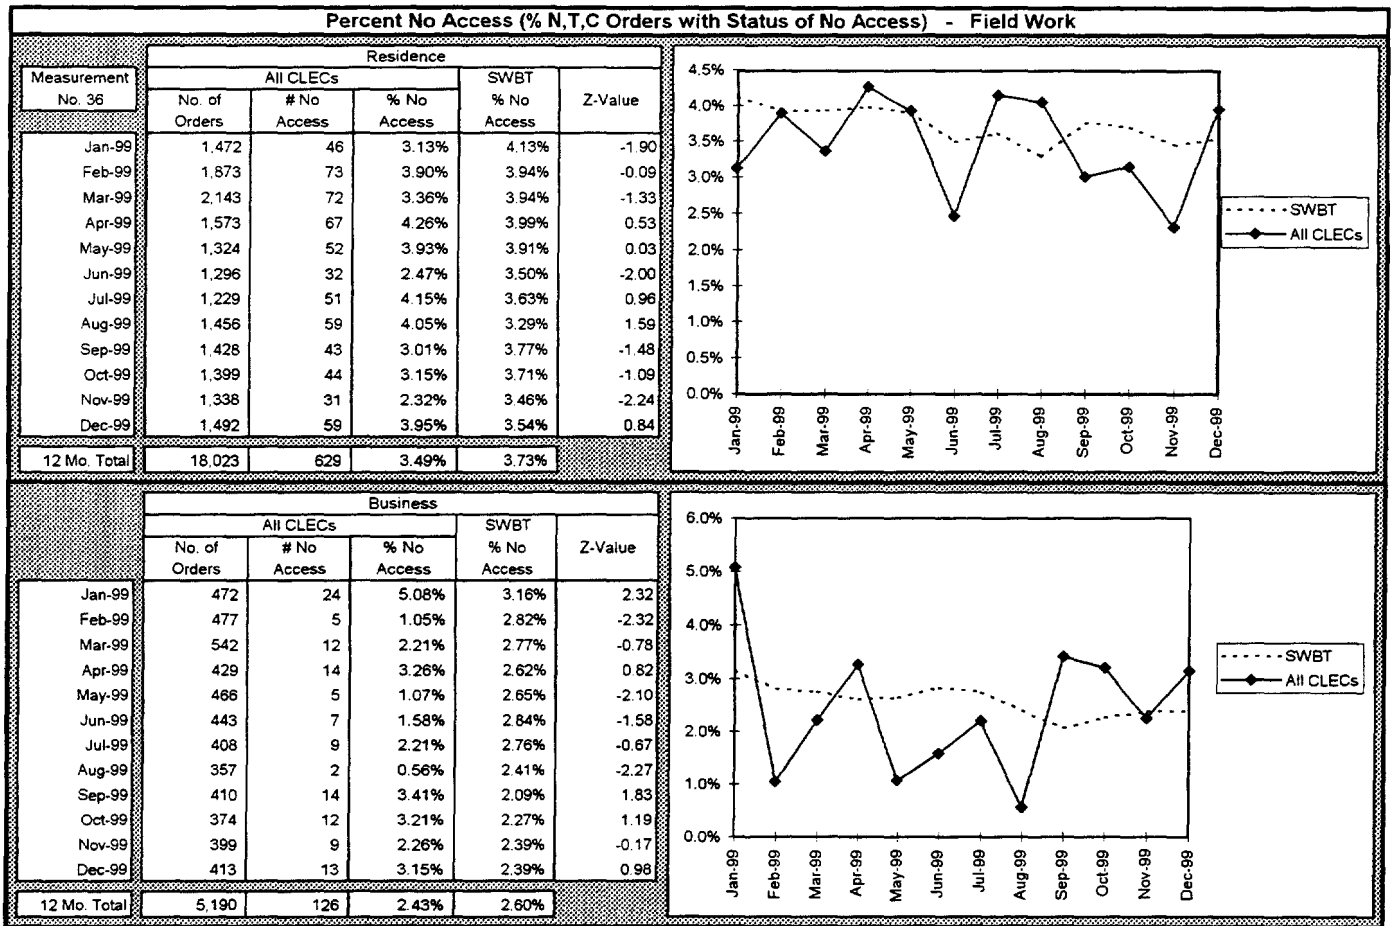 Percent No Access (% N,T,C Orders with Status of No Access) - Field Work
Residence
Measurement All CLECs SWBT
No. 36 No. of # No % No % No Z-Value
Orders Access Access Access
Jan-99 1,472 46 3.13% 4.13% -1.90
Feb-99 1,873 73 3.90% 3.94% -0.09
Mar-99 2,143 72 3.36% 3.94% -1.33
Apr-99 1,573 67 4.26% 3.99% 0.53
May-99 1,324 52 3.93% 3.91% 0.03
Jun-99 1,296 32 2.47% 3.50% -2.00
Jul-99 1,229 51 4.15% 3.63% 0.96
Aug-99 1,456 59 4.05% 3.29% 1.59
Sep-99 1,428 43 3.01% 3.77% -1.48
Oct-99 1,399 44 3.15% 3.71% -1.09
Nov-99 1,338 31 2.32% 3.46% -2.24
Dec-99 1,492 59 3.95% 3.54% 0.84
12 Mo. Total 18,023 629 3.49% 3.73%
4.5%
4.0%
3.5%
3.0%
2.5%
2.0%
1.5%
1.0%
0.5%
0.0%
Jan-99 Feb-99 Mar-99 Apr-99 May-99 Jun-99 Jul-99 Aug-99 Sep-99 Oct-99 Nov-99 Dec-99
SWBT
All CLECs
Business
All CLECs SWBT
No. of # No % No % No Z-Value
Orders Access Access Access
Jan-99 472 24 5.08% 3.16% 2.32
Feb-99 477 5 1.05% 2.82% -2.32
Mar-99 542 12 2.21% 2.77% -0.78
Apr-99 429 14 3.26% 2.62% 0.82
May-99 466 5 1.07% 2.65% -2.10
Jun-99 443 7 1.58% 2.84% -1.58
Jul-99 408 9 2.21% 2.76% -0.67
Aug-99 357 2 0.56% 2.41% -2.27
Sep-99 410 14 3.41% 2.09% 1.83
Oct-99 374 12 3.21% 2.27% 1.19
Nov-99 399 9 2.26% 2.39% -0.17
Dec-99 413 13 3.15% 2.39% 0.98
12 Mo. Total 5,190 126 2.43% 2.60%
6.0%
5.0%
4.0%
3.0%
2.0%
1.0%
0.0%
Jan-99 Feb-99 Mar-99 Apr-99 May-99 Jun-99 Jul-99 Aug-99 Sep-99 Oct-99 Nov-99 Dec-99
SWBT
All CLECs